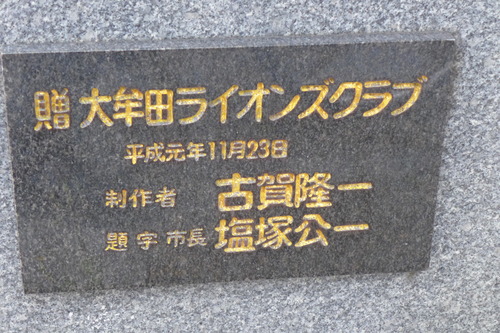 贈 大牟田ライオンズクラブ
平成元年11月23日
制作者 古賀隆一
題字 市長 塩塚公一